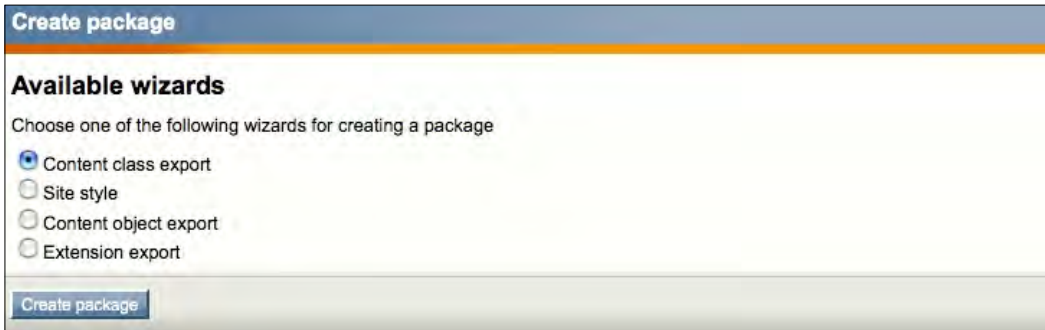 Create package
Available wizards
Choose one of the following wizards for creating a package
Content class export
Site style
Content object export
Extension export
Create package